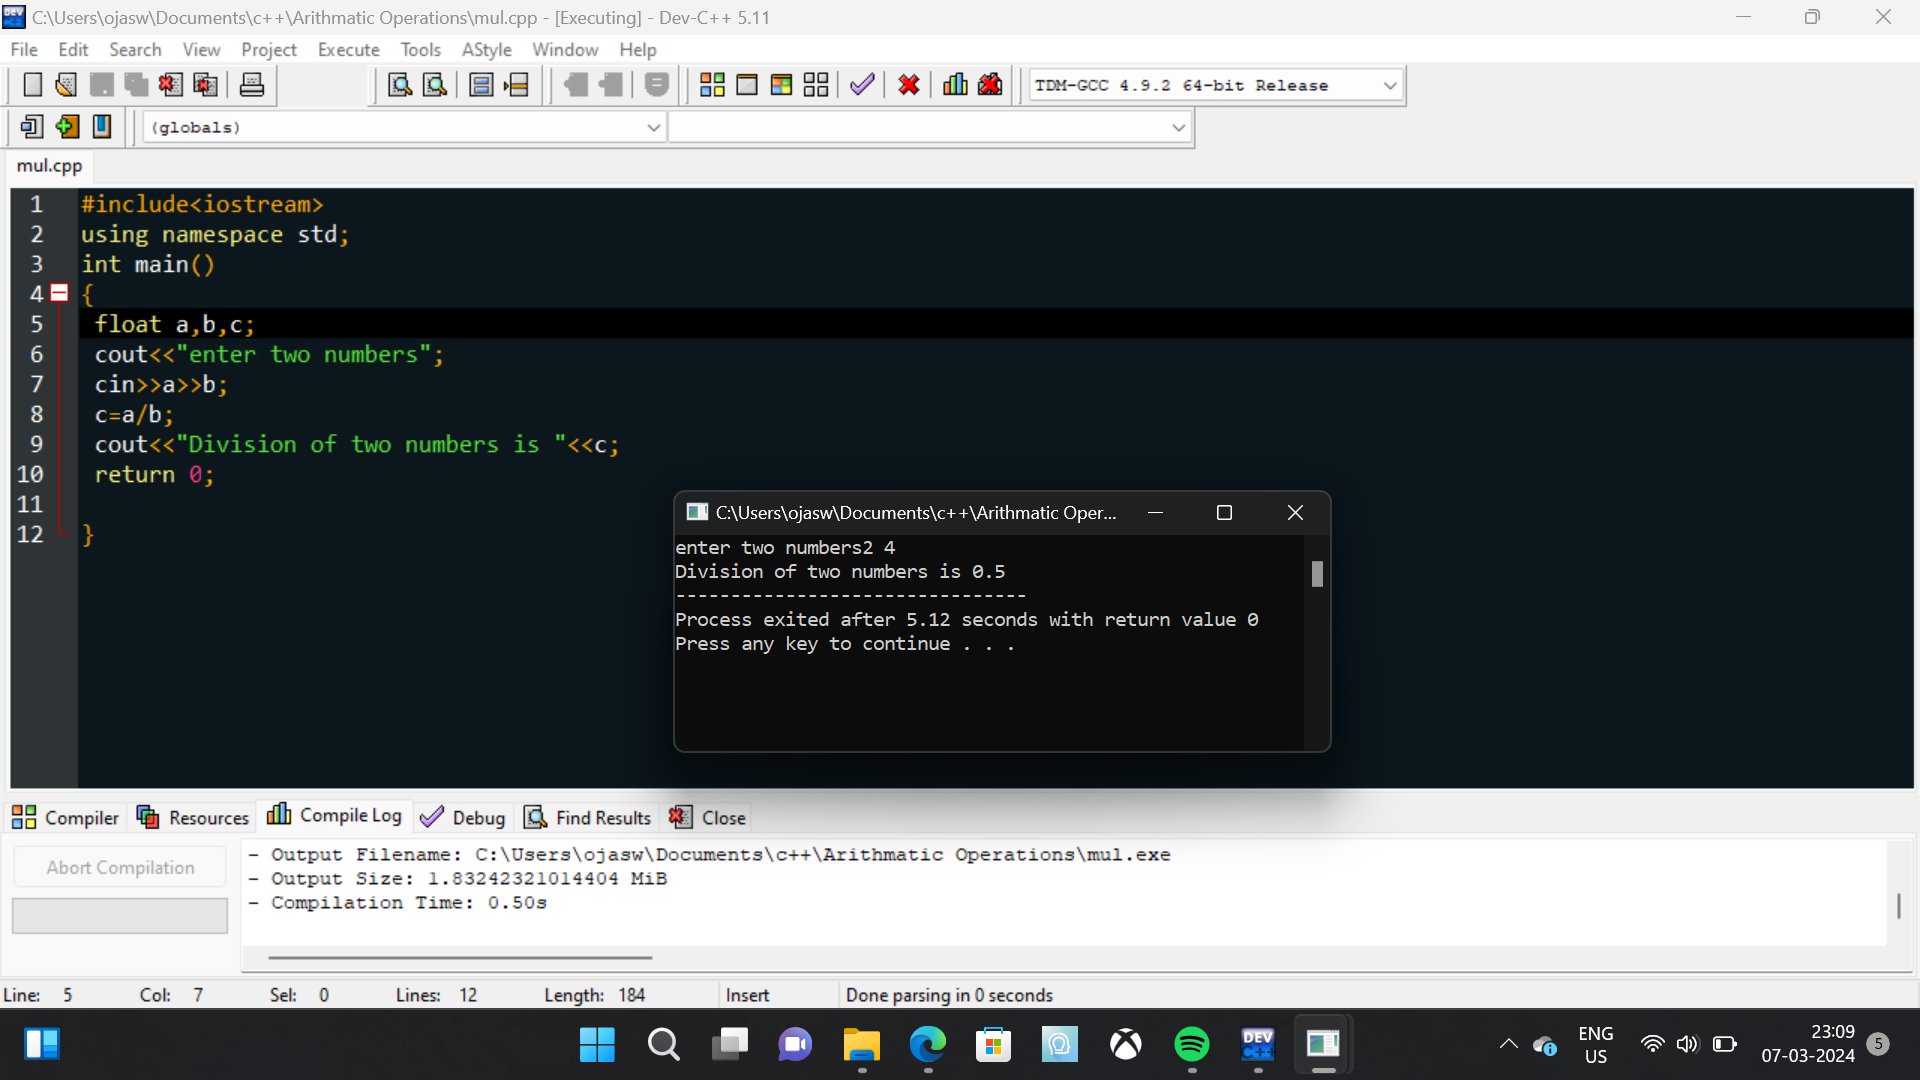 C:\Users\ojasw\Documents\c++\Arithmatic Operations\mul.cpp - [Executing] - Dev-C++ 5.11
File Edit Search View Project Execute Tools AStyle Window Help
TDM-GCC 4.9.2 64-bit Release
(globals)
mul.cpp
1 #include<iostream>
2 using namespace std;
3 int main()
4 {
5 float a,b,c;
6 cout<<"enter two numbers";
7 cin>>a>>b;
8 c=a/b;
9 cout<<"Division of two numbers is "<<c;
10 return 0;
11
12 }
C:\Users\ojasw\Documents\c++\Arithmatic Oper...
enter two numbers2 4
Division of two numbers is 0.5
--------------------------------
Process exited after 5.12 seconds with return value 0
Press any key to continue . . .
Compiler Resources Compile Log Debug Find Results Close
Abort Compilation
- Output Filename: C:\Users\ojasw\Documents\c++\Arithmatic Operations\mul.exe
- Output Size: 1.83242321014404 MiB
- Compilation Time: 0.50s
Line: 5 Col: 7 Sel: 0 Lines: 12 Length: 184 Insert Done parsing in 0 seconds
DEV C++
ENG
US
23:09
07-03-2024
5